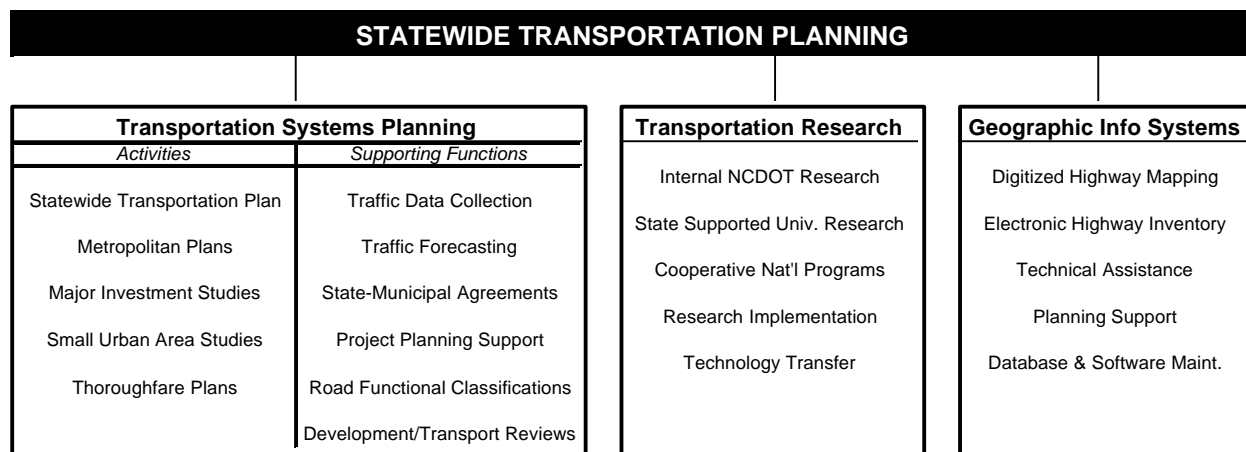 STATEWIDE TRANSPORTATION PLANNING
Transportation Systems Planning
Activities
Statewide Transportation Plan
Metropolitan Plans
Major Investment Studies
Small Urban Area Studies
Thoroughfare Plans
Supporting Functions
Traffic Data Collection
Traffic Forecasting
State-Municipal Agreements
Project Planning Support
Road Functional Classifications
Development/Transport Reviews
Transportation Research
Internal NCDOT Research
State Supported Univ. Research
Cooperative Nat'l Programs
Research Implementation
Technology Transfer
Geographic Info Systems
Digitized Highway Mapping
Electronic Highway Inventory
Technical Assistance
Planning Support
Database & Software Maint.